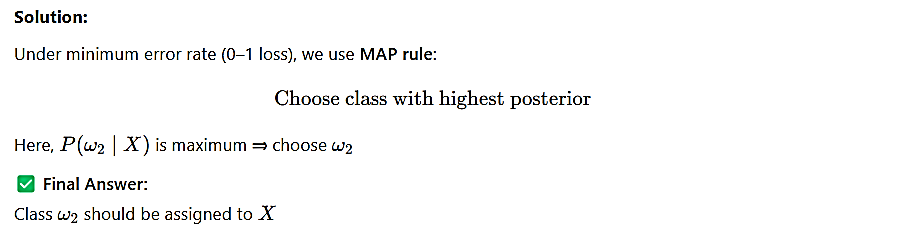 Solution:
Under minimum error rate (0–1 loss), we use MAP rule:
Choose class with highest posterior
Here, P(ω₂ | X) is maximum ⇒ choose ω₂
✅ Final Answer:
Class ω₂ should be assigned to X